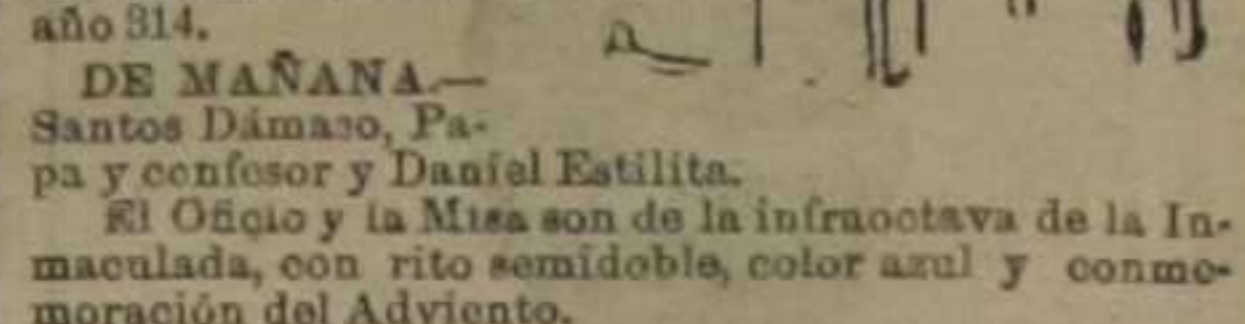 año 314.
DE MAÑANA.—
Santos Dámaso, Pa-
pa y confesor y Daniel Estilita.
El Oficio y la Misa son de la infraoctava de la In-
maculada, con rito semidoble, color azul y conme-
moración del Adviento.